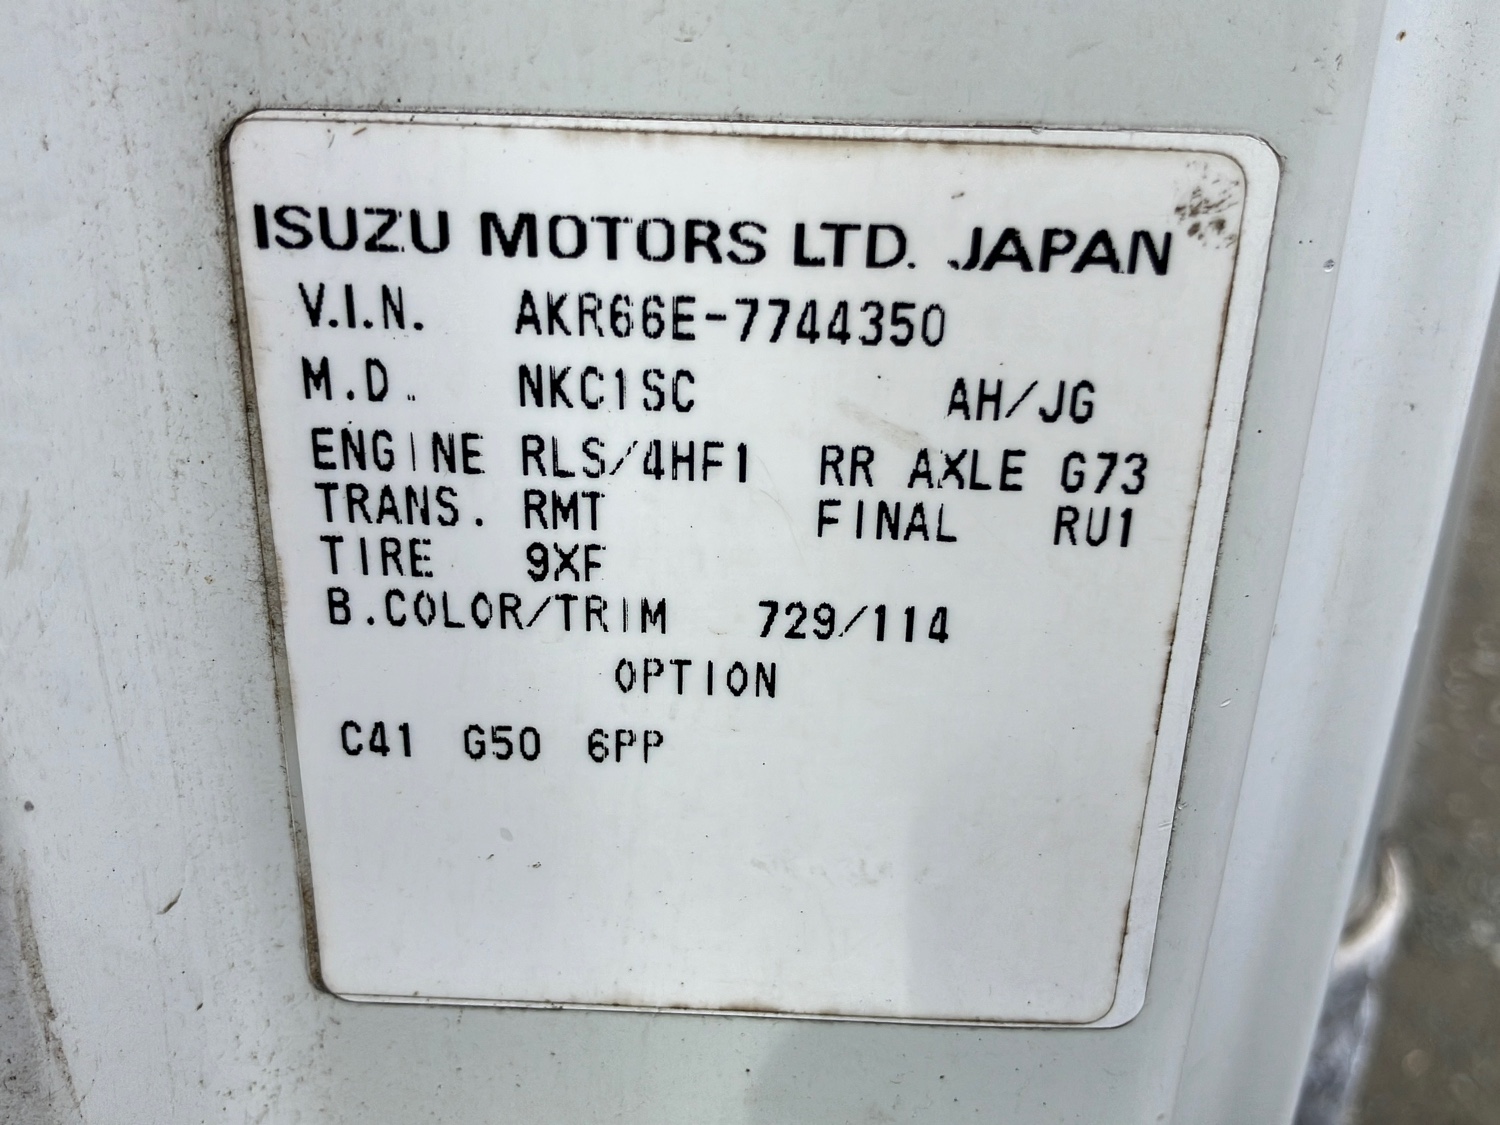 ISUZU MOTORS LTD. JAPAN
V.I.N. AKR66E-7744350
M.D. NKC1SC AH/JG
ENGINE RLS/4HF1 RR AXLE G73
TRANS. RMT FINAL RU1
TIRE 9XF
B.COLOR/TRIM 729/114
OPTION
C41 G50 6PP